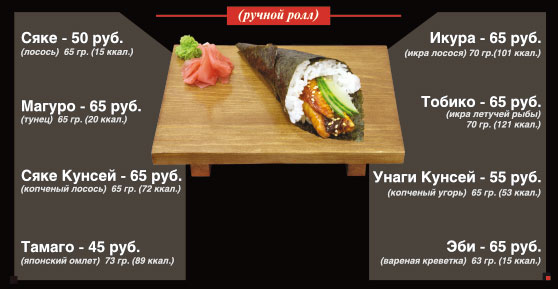 (ручной ролл)
Сяке - 50 руб.
(лосось) 65 гр. (15 ккал.)
Магуро - 65 руб.
(тунец) 65 гр. (20 ккал.)
Сяке Кунсей - 65 руб.
(копченый лосось) 65 гр. (72 ккал.)
Тамаго - 45 руб.
(японский омлет) 73 гр. (89 ккал.)
Икура - 65 руб.
(икра лосося) 70 гр.(101 ккал.)
Тобико - 65 руб.
(икра летучей рыбы)
70 гр. (121 ккал.)
Унаги Кунсей - 55 руб.
(копченый угорь) 65 гр. (53 ккал.)
Эби - 65 руб.
(вареная креветка) 63 гр. (15 ккал.)